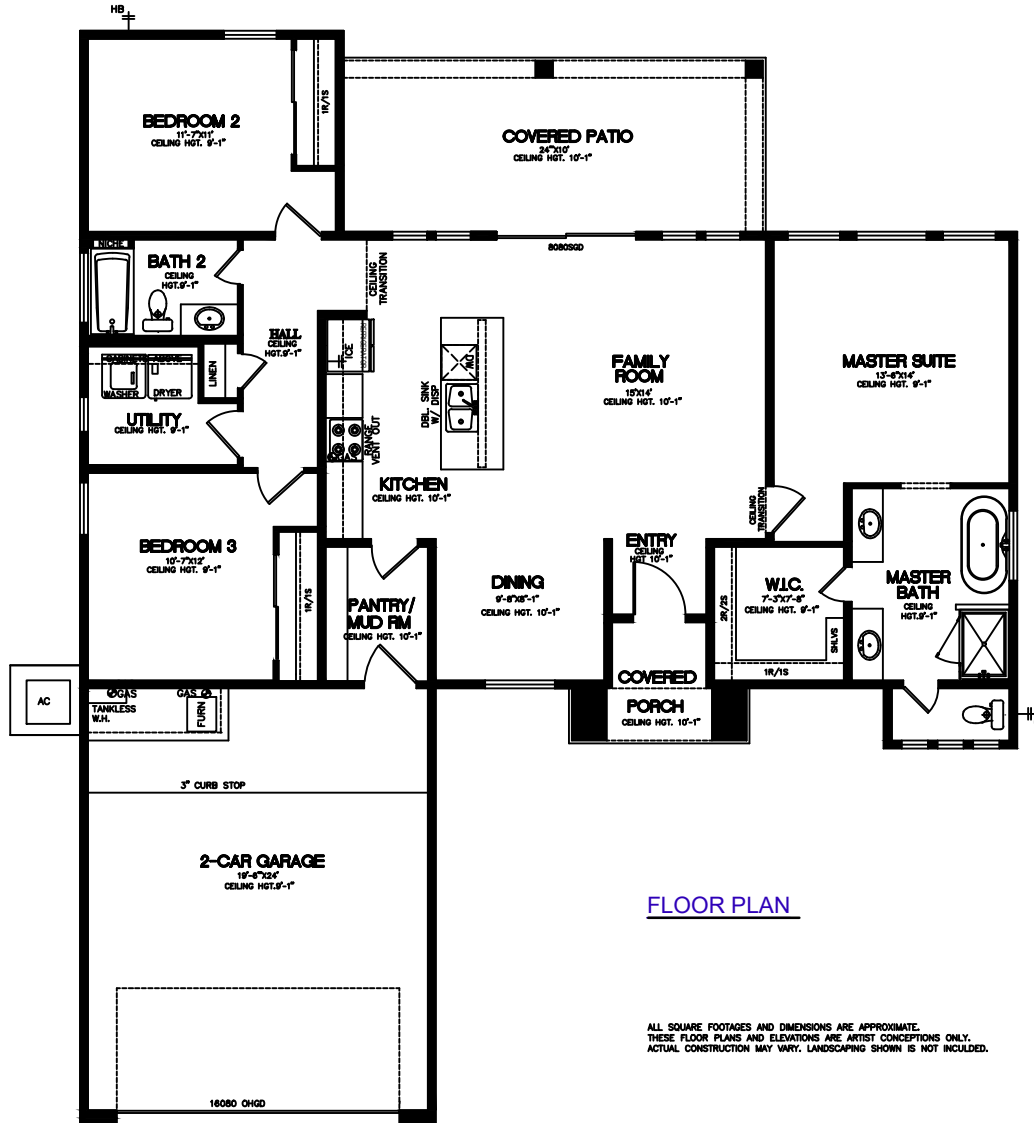 HB
BEDROOM 2
11'-7"X11'
CEILING HGT. 9'-1"
1R/1S
COVERED PATIO
24"X10'
CEILING HGT. 10'-1"
8080SGD
NICHE
BATH 2
CEILING
HGT.9'-1"
CEILING
TRANSITION
HALL
CEILING
HGT.9'-1"
LINEN
CABINETS ABOVE
WASHER
DRYER
UTILITY
CEILING HGT. 9'-1"
ICE
DW
DBL. SINK
W/ DISP
RANGE
VENT OUT
GAS
KITCHEN
CEILING HGT. 10'-1"
FAMILY
ROOM
15'X14'
CEILING HGT. 10'-1"
MASTER SUITE
13'-6"X14'
CEILING HGT. 9'-1"
CEILING
TRANSITION
BEDROOM 3
10'-7"X12'
CEILING HGT. 9'-1"
1R/1S
PANTRY/
MUD RM
CEILING HGT. 10'-1"
DINING
9'-8"X8'-1"
CEILING HGT. 10'-1"
ENTRY
CEILING
HGT 10'-1"
W.I.C.
7'-3"X7'-8"
CEILING HGT. 9'-1"
2R/2S
SHLVS
1R/1S
MASTER
BATH
CEILING
HGT.9'-1"
COVERED
PORCH
CEILING HGT. 10'-1"
AC
GAS
TANKLESS
W.H.
GAS
FURN
3" CURB STOP
2-CAR GARAGE
19'-6"X24'
CEILING HGT.9'-1"
16080 OHGD
FLOOR PLAN
ALL SQUARE FOOTAGES AND DIMENSIONS ARE APPROXIMATE.
THESE FLOOR PLANS AND ELEVATIONS ARE ARTIST CONCEPTIONS ONLY.
ACTUAL CONSTRUCTION MAY VARY. LANDSCAPING SHOWN IS NOT INCULDED.